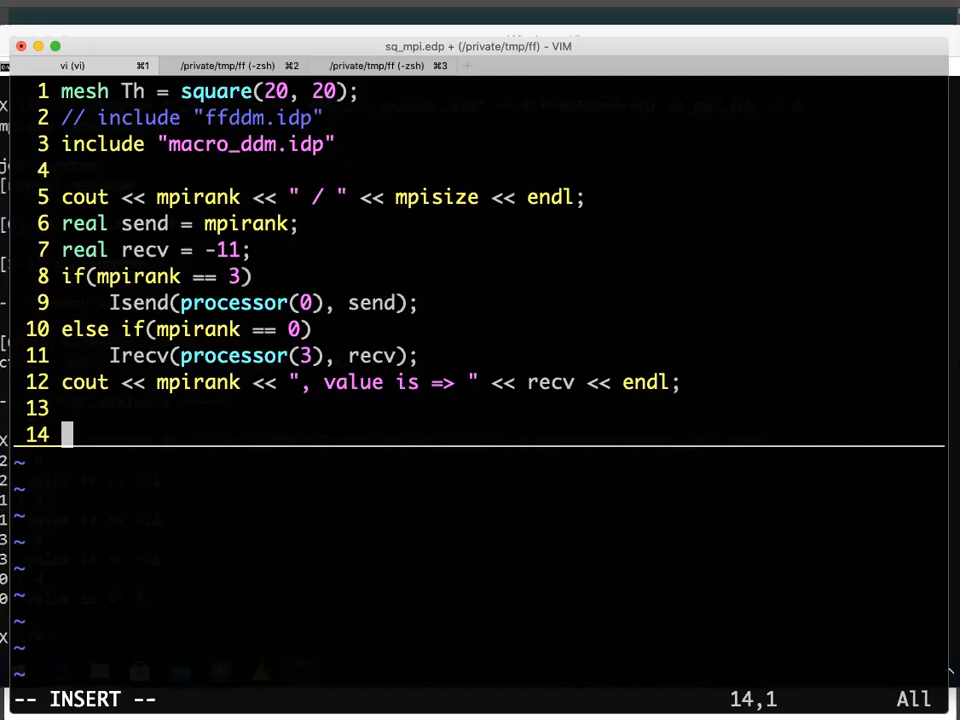 sq_mpi.edp + (/private/tmp/ff) - VIM
vi (vi) ⌘1 /private/tmp/ff (-zsh) ⌘2 /private/tmp/ff (-zsh) ⌘3 +
1 mesh Th = square(20, 20);
2 // include "ffddm.idp"
3 include "macro_ddm.idp"
4
5 cout << mpirank << " / " << mpisize << endl;
6 real send = mpirank;
7 real recv = -11;
8 if(mpirank == 3)
9     Isend(processor(0), send);
10 else if(mpirank == 0)
11     Irecv(processor(3), recv);
12 cout << mpirank << ", value is => " << recv << endl;
13
14
~
~
~
~
~
~
~
~
~
-- INSERT -- 14,1 All